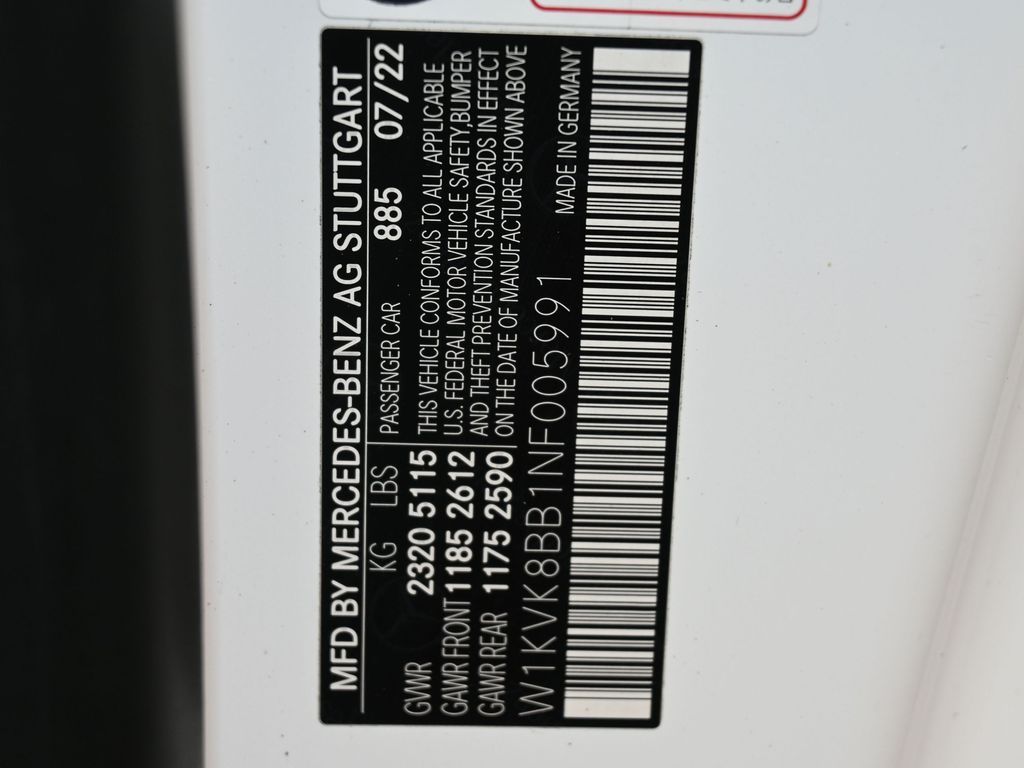 MFD BY MERCEDES-BENZ AG STUTTGART
KG LBS
GVWR 2320 5115
GAWR FRONT 1185 2612
GAWR REAR 1175 2590
PASSENGER CAR 885 07/22
THIS VEHICLE CONFORMS TO ALL APPLICABLE
U.S. FEDERAL MOTOR VEHICLE SAFETY,BUMPER
AND THEFT PREVENTION STANDARDS IN EFFECT
ON THE DATE OF MANUFACTURE SHOWN ABOVE
W1KVK8BB1NF005991
MADE IN GERMANY